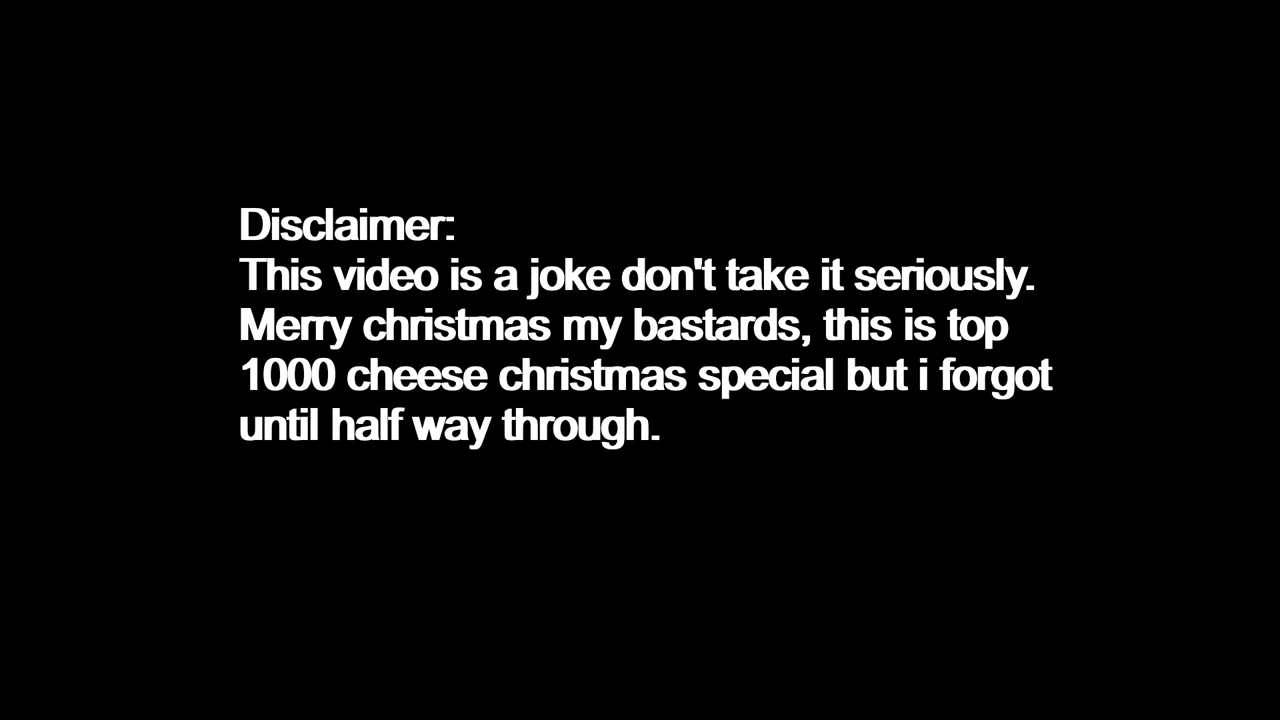 Disclaimer:
This video is a joke don't take it seriously.
Merry christmas my bastards, this is top
1000 cheese christmas special but i forgot
until half way through.